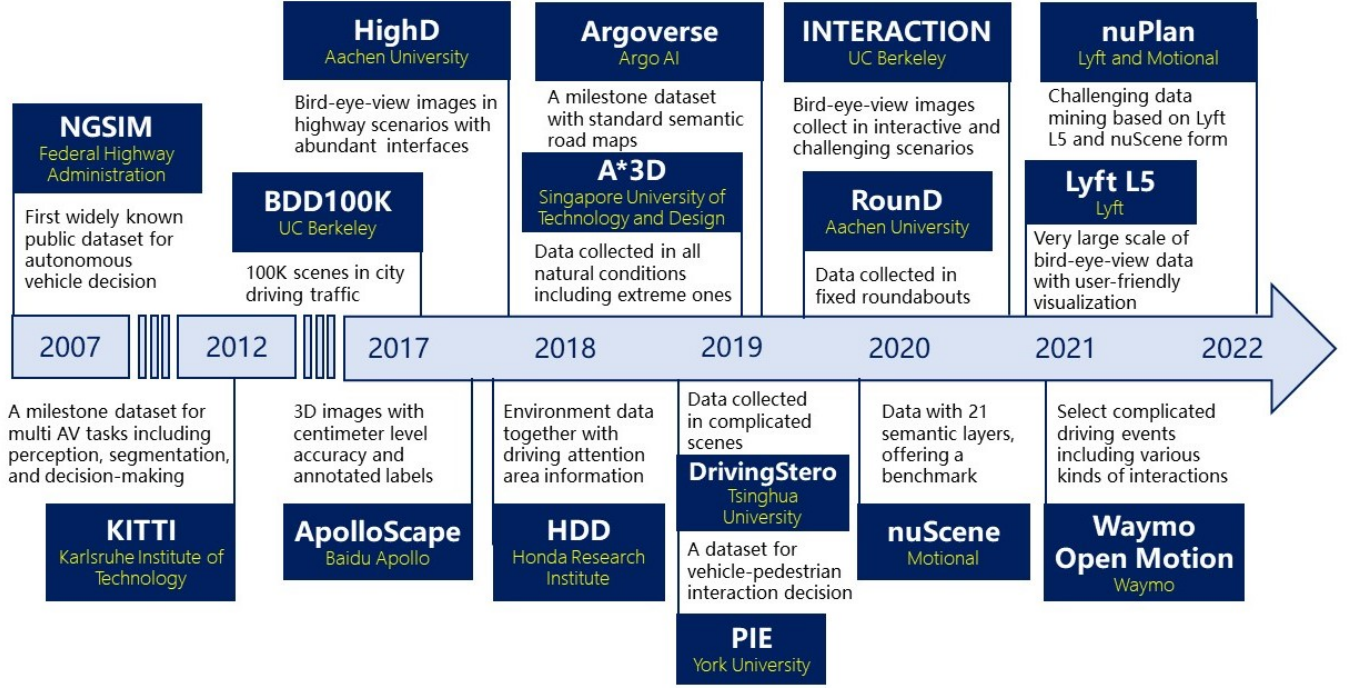 NGSIM
Federal Highway
Administration
First widely known
public dataset for
autonomous
vehicle decision
HighD
Aachen University
Bird-eye-view images in
highway scenarios with
abundant interfaces
BDD100K
UC Berkeley
100K scenes in city
driving traffic
Argoverse
Argo AI
A milestone dataset
with standard semantic
road maps
A*3D
Singapore University of
Technology and Design
Data collected in all
natural conditions
including extreme ones
INTERACTION
UC Berkeley
Bird-eye-view images
collect in interactive and
challenging scenarios
RounD
Aachen University
Data collected in
fixed roundabouts
nuPlan
Lyft and Motional
Challenging data
mining based on Lyft
L5 and nuScene form
Lyft L5
Lyft
Very large scale of
bird-eye-view data
with user-friendly
visualization
2007
2012
2017
2018
2019
2020
2021
2022
A milestone dataset for
multi AV tasks including
perception, segmentation,
and decision-making
KITTI
Karlsruhe Institute of
Technology
3D images with
centimeter level
accuracy and
annotated labels
ApolloScape
Baidu Apollo
Environment data
together with
driving attention
area information
HDD
Honda Research
Institute
Data collected
in complicated
scenes
DrivingStero
Tsinghua
University
A dataset for
vehicle-pedestrian
interaction decision
PIE
York University
Data with 21
semantic layers,
offering a
benchmark
nuScene
Motional
Select complicated
driving events
including various
kinds of interactions
Waymo
Open Motion
Waymo